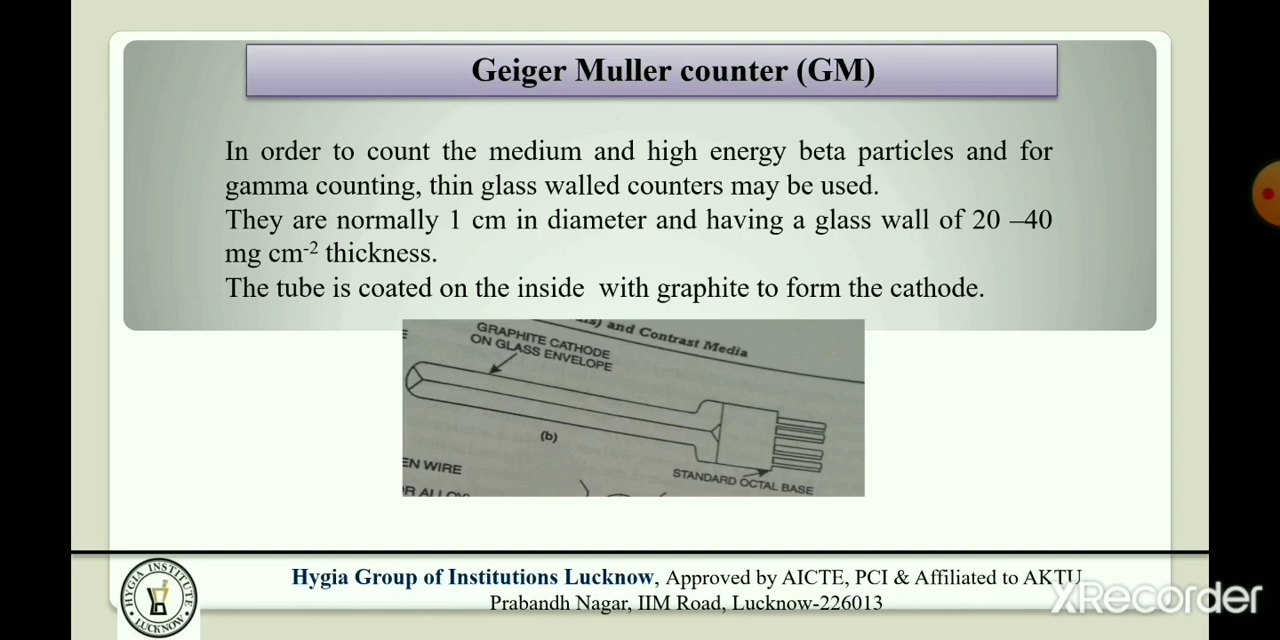 Geiger Muller counter (GM)
In order to count the medium and high energy beta particles and for
gamma counting, thin glass walled counters may be used.
They are normally 1 cm in diameter and having a glass wall of 20 –40
mg cm-2 thickness.
The tube is coated on the inside with graphite to form the cathode.
and Contrast Media
GRAPHITE CATHODE
ON GLASS ENVELOPE
(b)
WIRE
STANDARD OCTAL BASE
HYGIA INSTITUTE
LUCKNOW
Hygia Group of Institutions Lucknow, Approved by AICTE, PCI & Affiliated to AKTU
Prabandh Nagar, IIM Road, Lucknow-226013
XRecorder